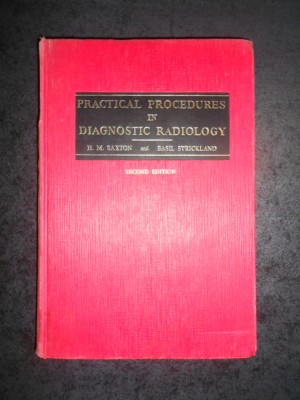 PRACTICAL PROCEDURES
IN
DIAGNOSTIC RADIOLOGY
H. M. SAXTON and BASIL STRICKLAND
SECOND EDITION